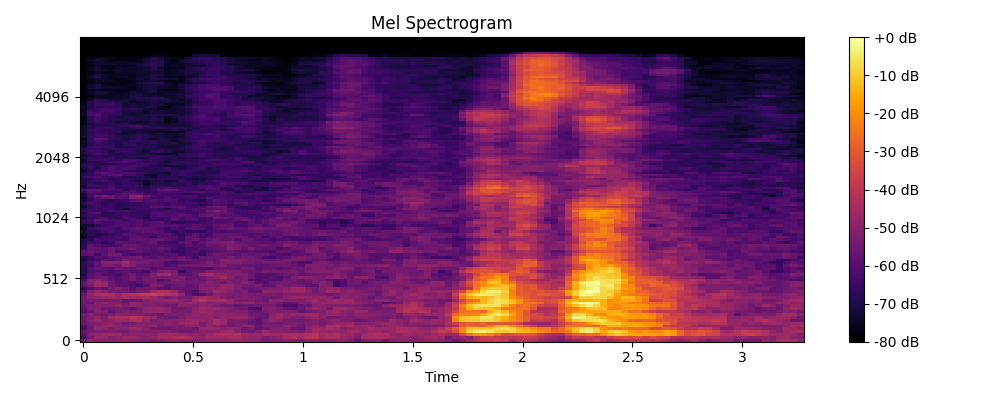 Mel Spectrogram
+0 dB
-10 dB
-20 dB
-30 dB
-40 dB
-50 dB
-60 dB
-70 dB
-80 dB
Hz
4096
2048
1024
512
0
0 0.5 1 1.5 2 2.5 3
Time